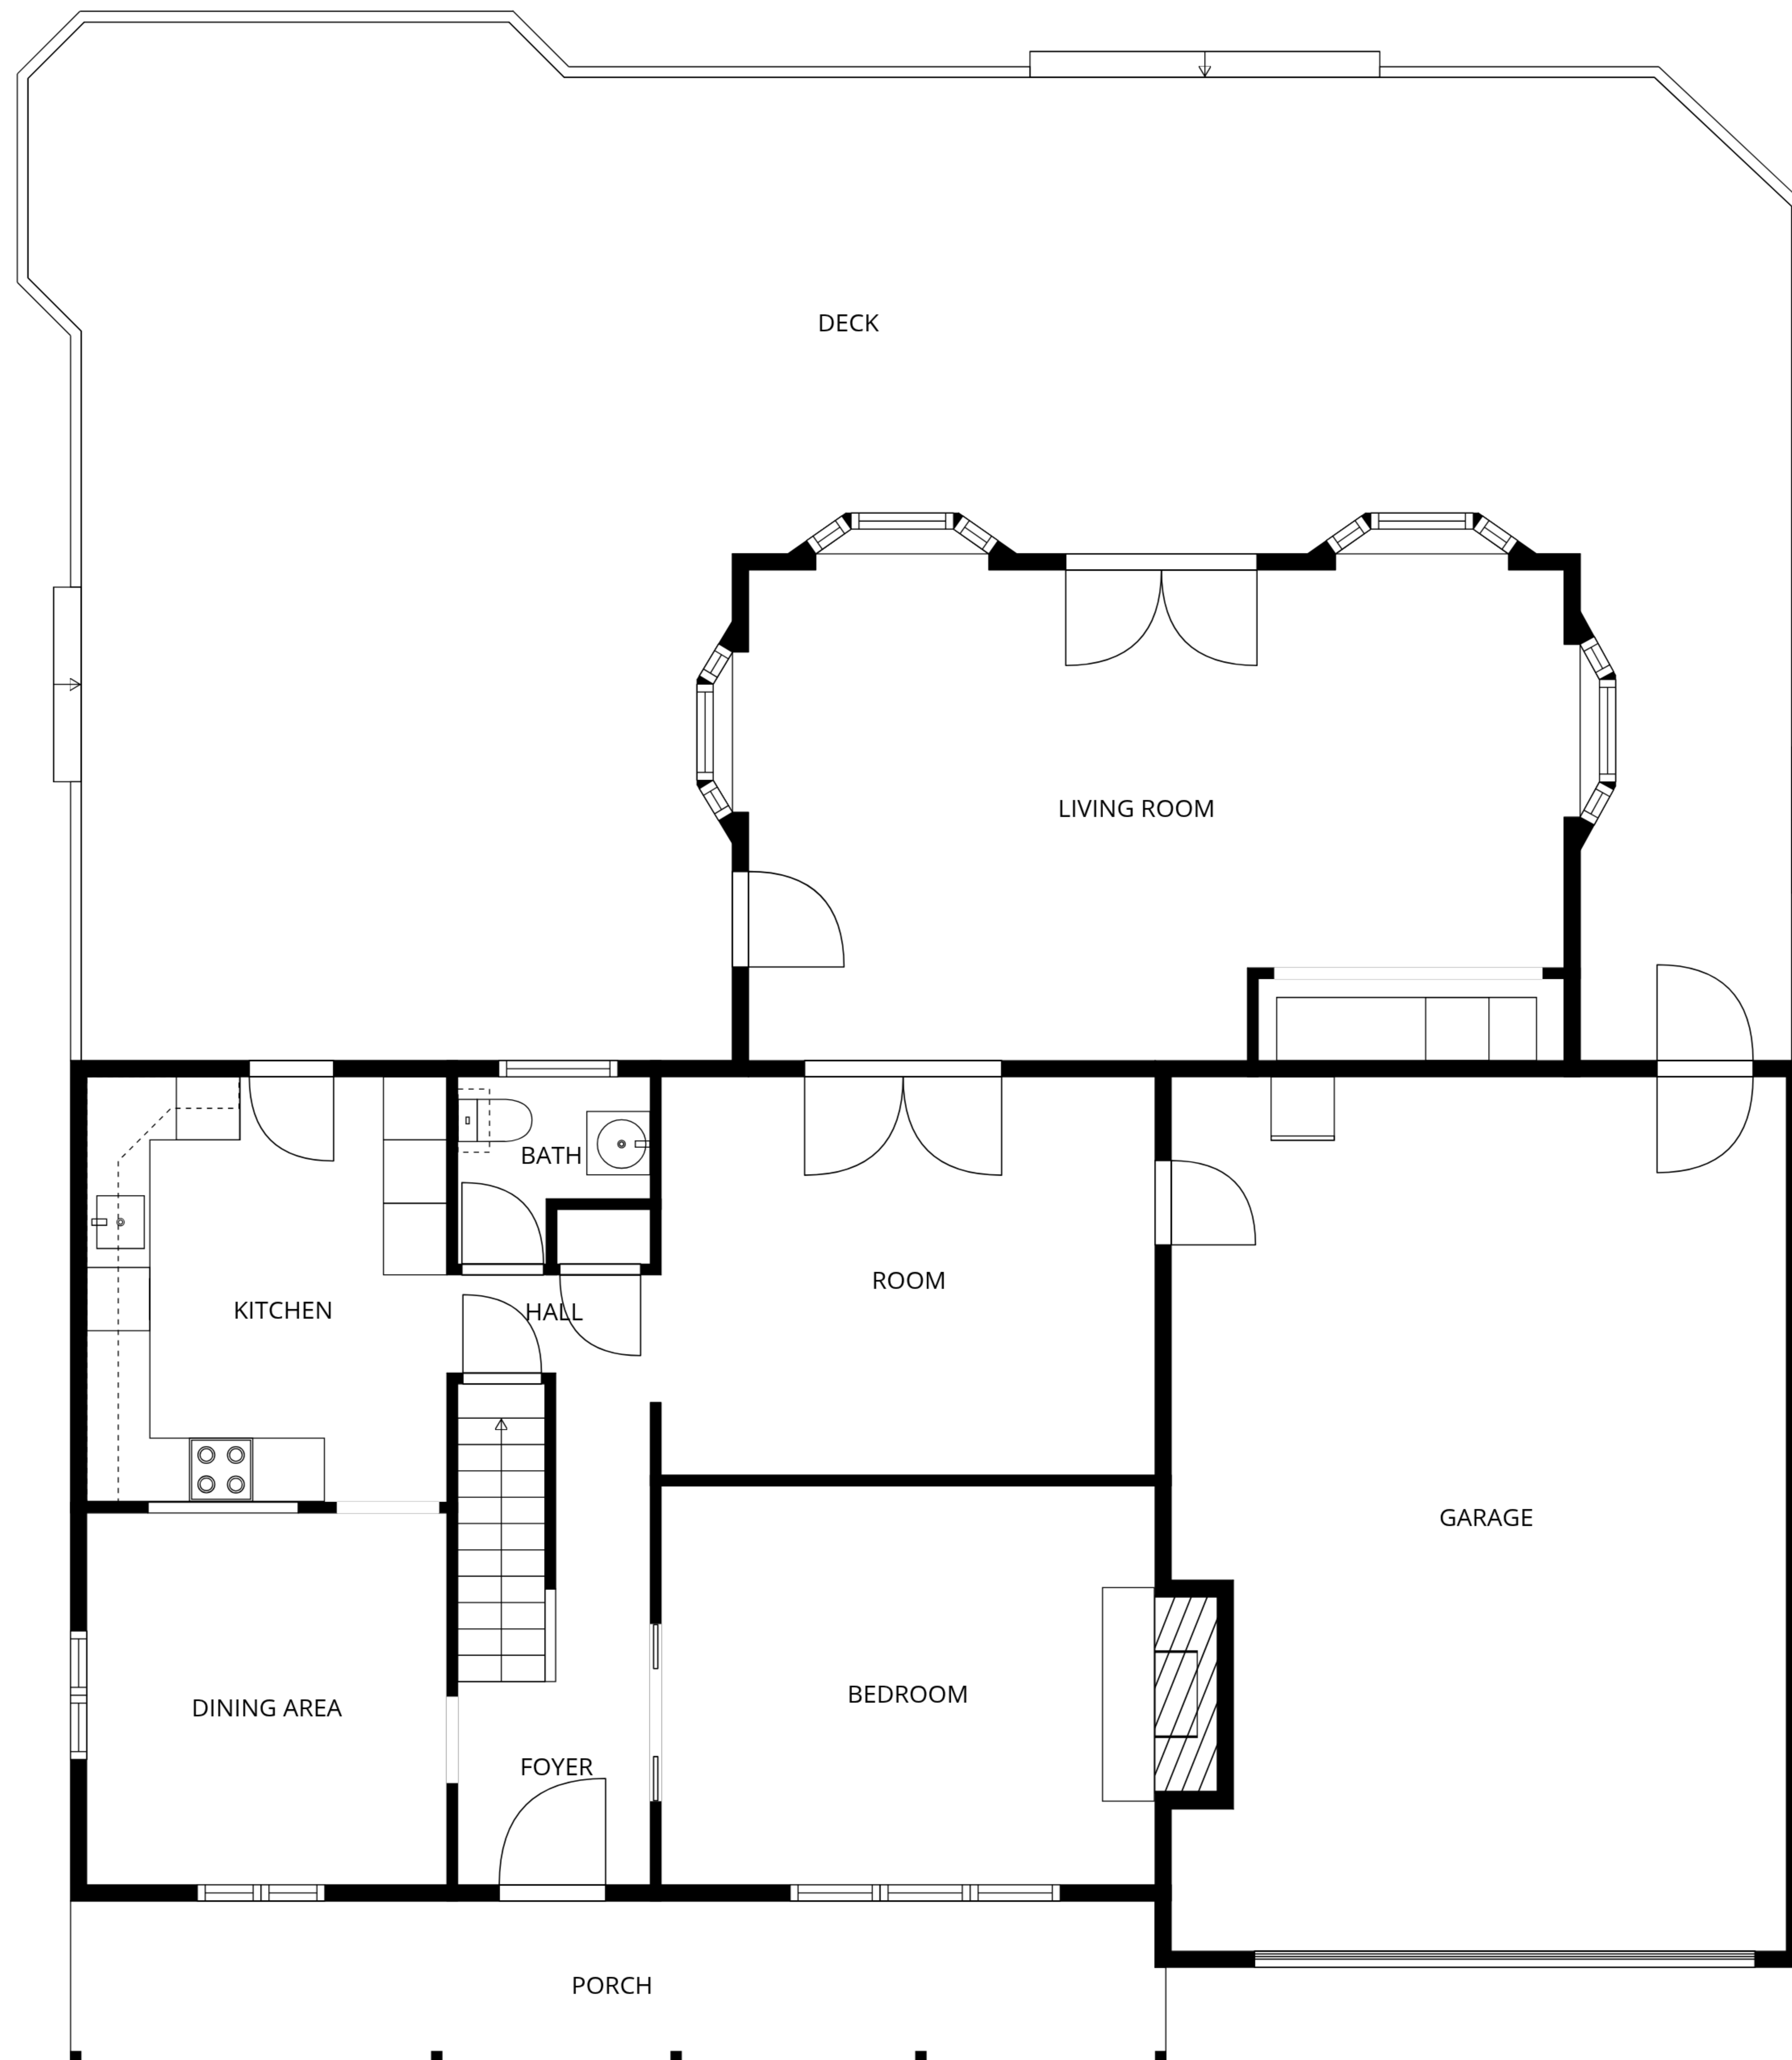 DECK
LIVING ROOM
BATH
ROOM
KITCHEN
HALL
GARAGE
BEDROOM
DINING AREA
FOYER
PORCH